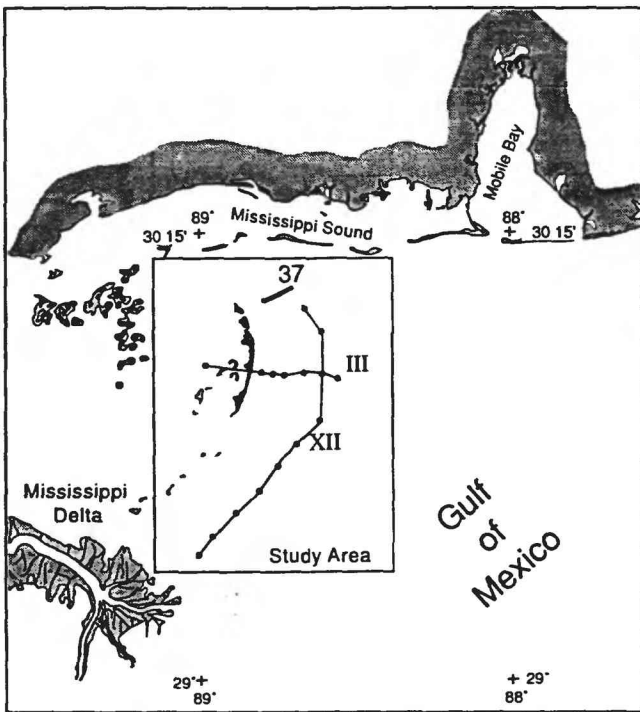 Mobile Bay
89°
88°
Mississippi Sound
30 15' +
+ 30 15'
37
III
XII
Mississippi
Delta
Gulf
of
Mexico
Study Area
29° +
89°
+ 29°
88°